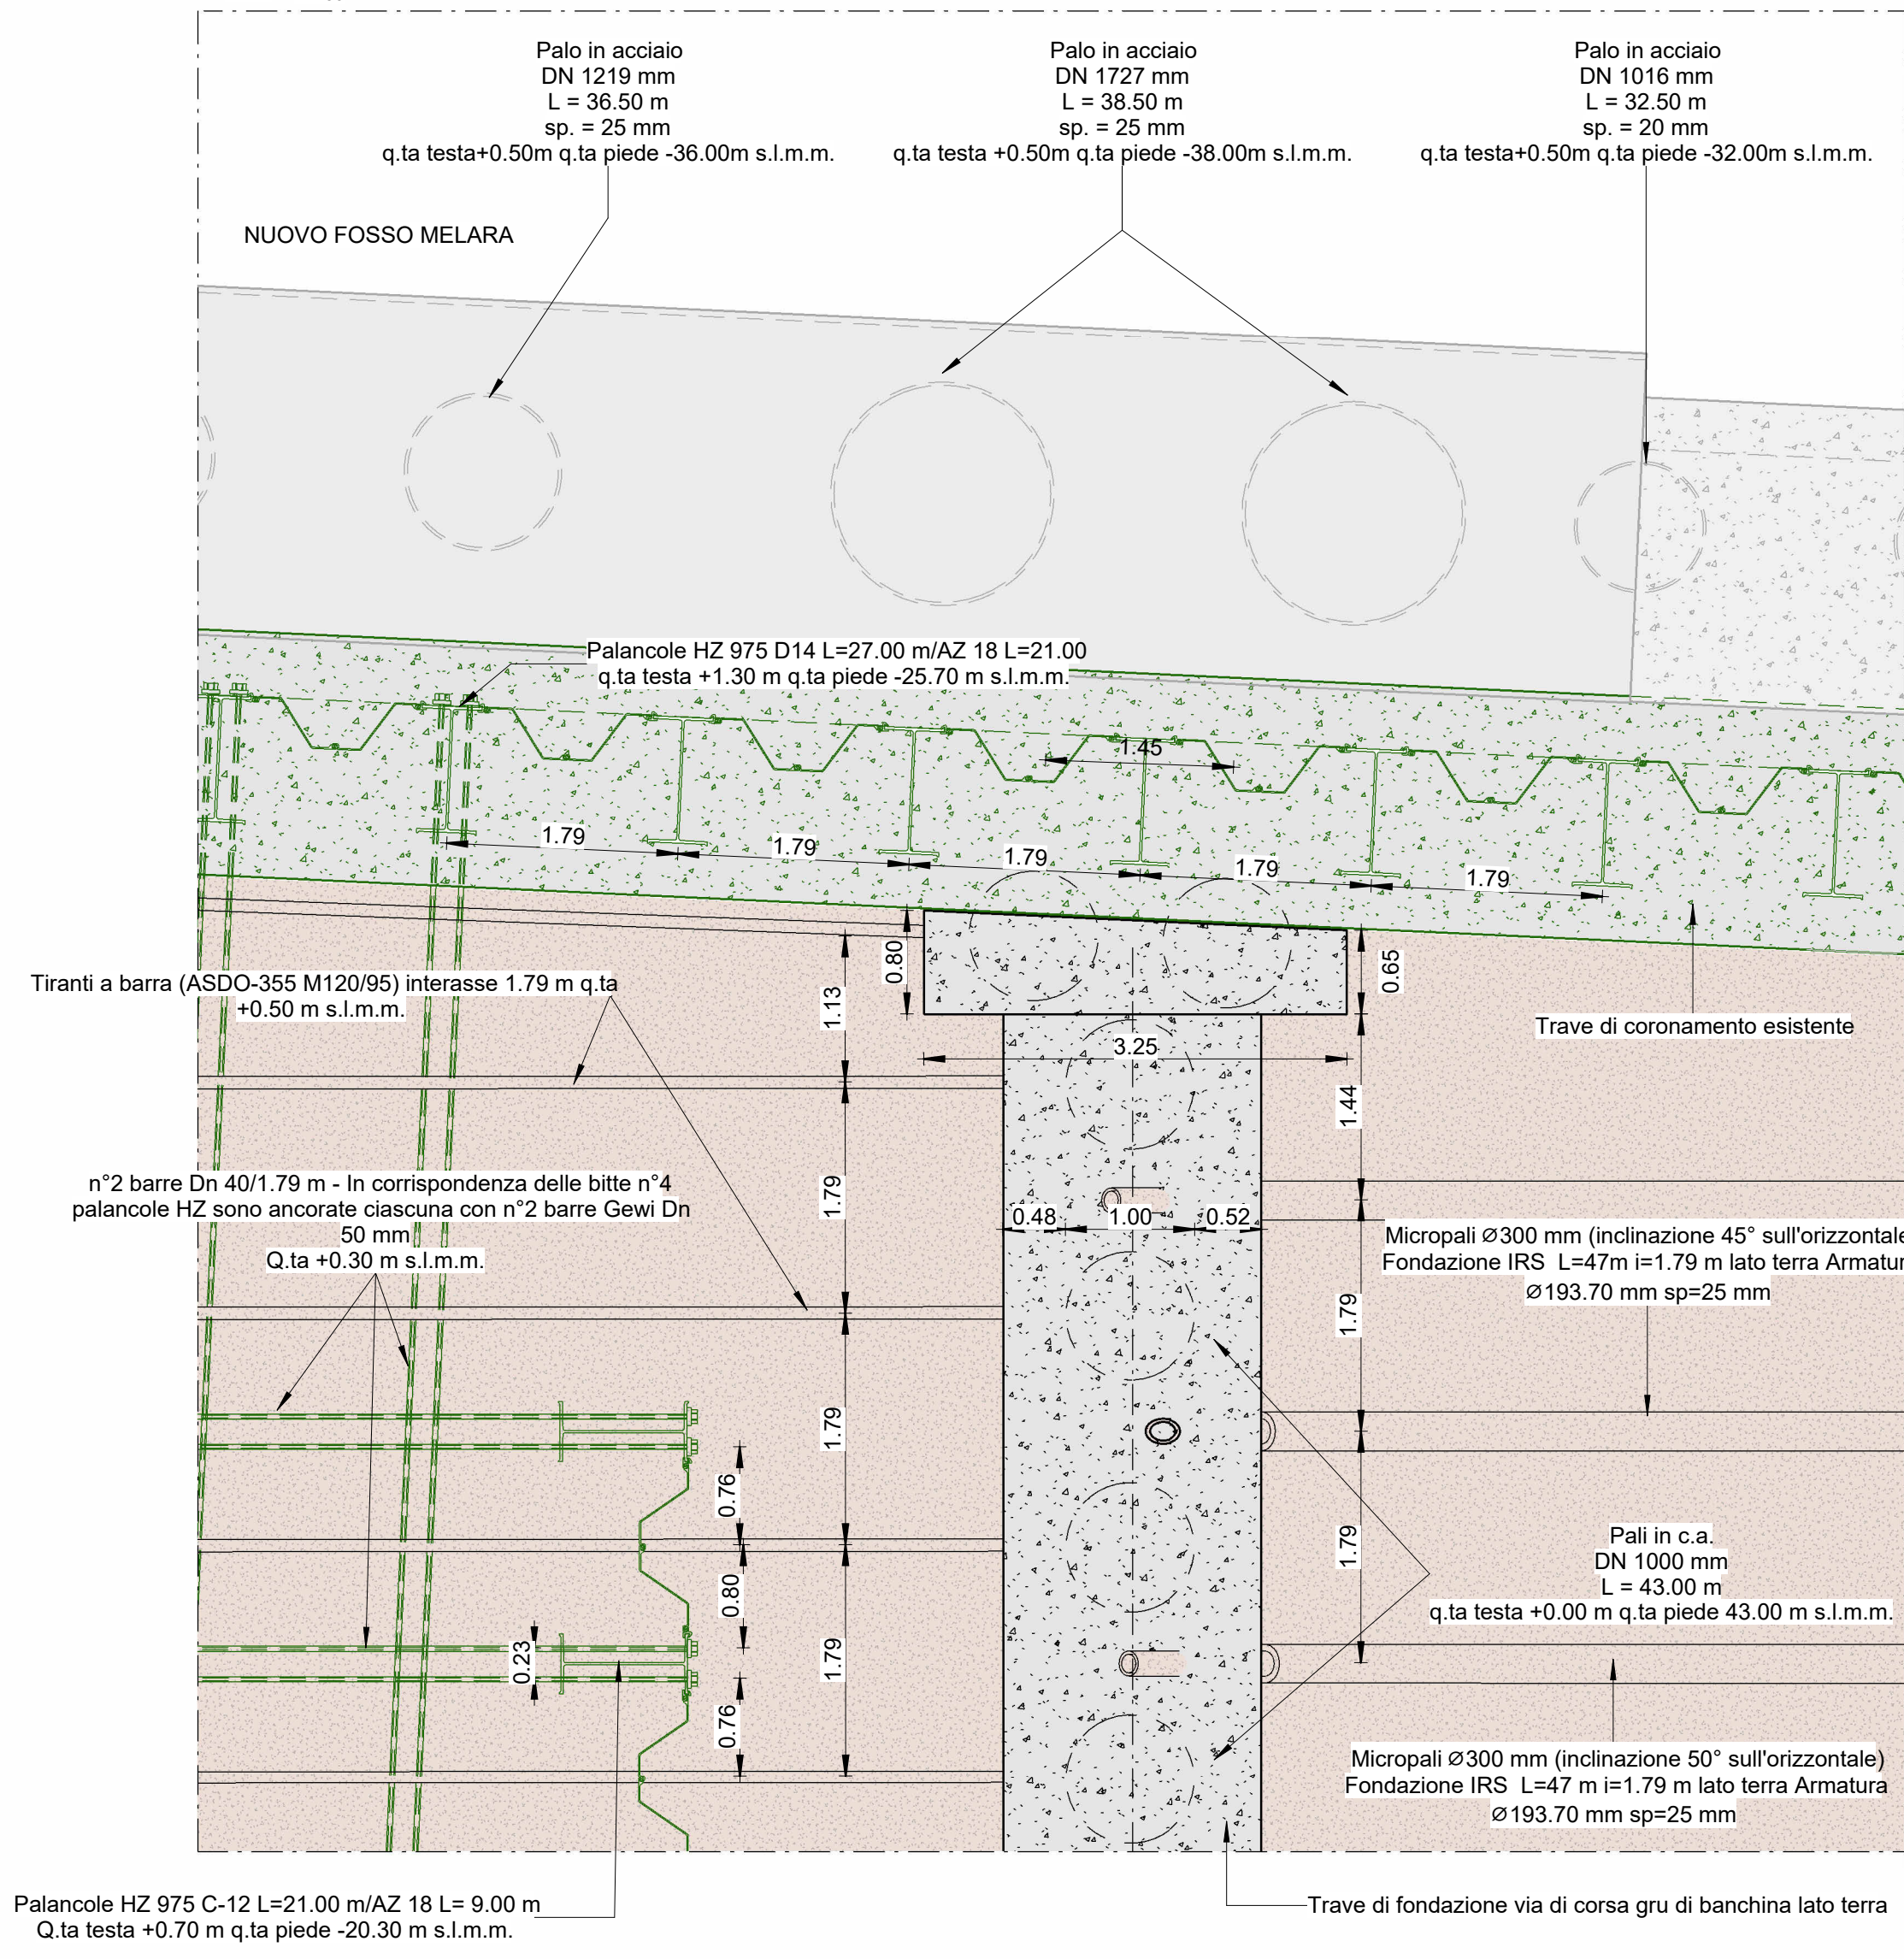 Palo in acciaio
DN 1219 mm
L = 36.50 m
sp. = 25 mm
q.ta testa+0.50m q.ta piede -36.00m s.l.m.m.
Palo in acciaio
DN 1727 mm
L = 38.50 m
sp. = 25 mm
q.ta testa +0.50m q.ta piede -38.00m s.l.m.m.
Palo in acciaio
DN 1016 mm
L = 32.50 m
sp. = 20 mm
q.ta testa+0.50m q.ta piede -32.00m s.l.m.m.
NUOVO FOSSO MELARA
Palancole HZ 975 D14 L=27.00 m/AZ 18 L=21.00
q.ta testa +1.30 m q.ta piede -25.70 m s.l.m.m.
1.45
1.79
1.79
1.79
1.79
1.79
0.80
0.65
1.13
Tiranti a barra (ASDO-355 M120/95) interasse 1.79 m q.ta
+0.50 m s.l.m.m.
Trave di coronamento esistente
3.25
1.44
1.79
n°2 barre Dn 40/1.79 m - In corrispondenza delle bitte n°4
palancole HZ sono ancorate ciascuna con n°2 barre Gewi Dn
50 mm
Q.ta +0.30 m s.l.m.m.
0.48
1.00
0.52
Micropali Ø300 mm (inclinazione 45° sull'orizzontale
Fondazione IRS L=47m i=1.79 m lato terra Armatur
Ø193.70 mm sp=25 mm
1.79
1.79
0.76
1.79
0.80
Pali in c.a.
DN 1000 mm
L = 43.00 m
q.ta testa +0.00 m q.ta piede 43.00 m s.l.m.m.
0.23
1.79
0.76
Micropali Ø300 mm (inclinazione 50° sull'orizzontale)
Fondazione IRS L=47 m i=1.79 m lato terra Armatura
Ø193.70 mm sp=25 mm
Palancole HZ 975 C-12 L=21.00 m/AZ 18 L= 9.00 m
Q.ta testa +0.70 m q.ta piede -20.30 m s.l.m.m.
Trave di fondazione via di corsa gru di banchina lato terra